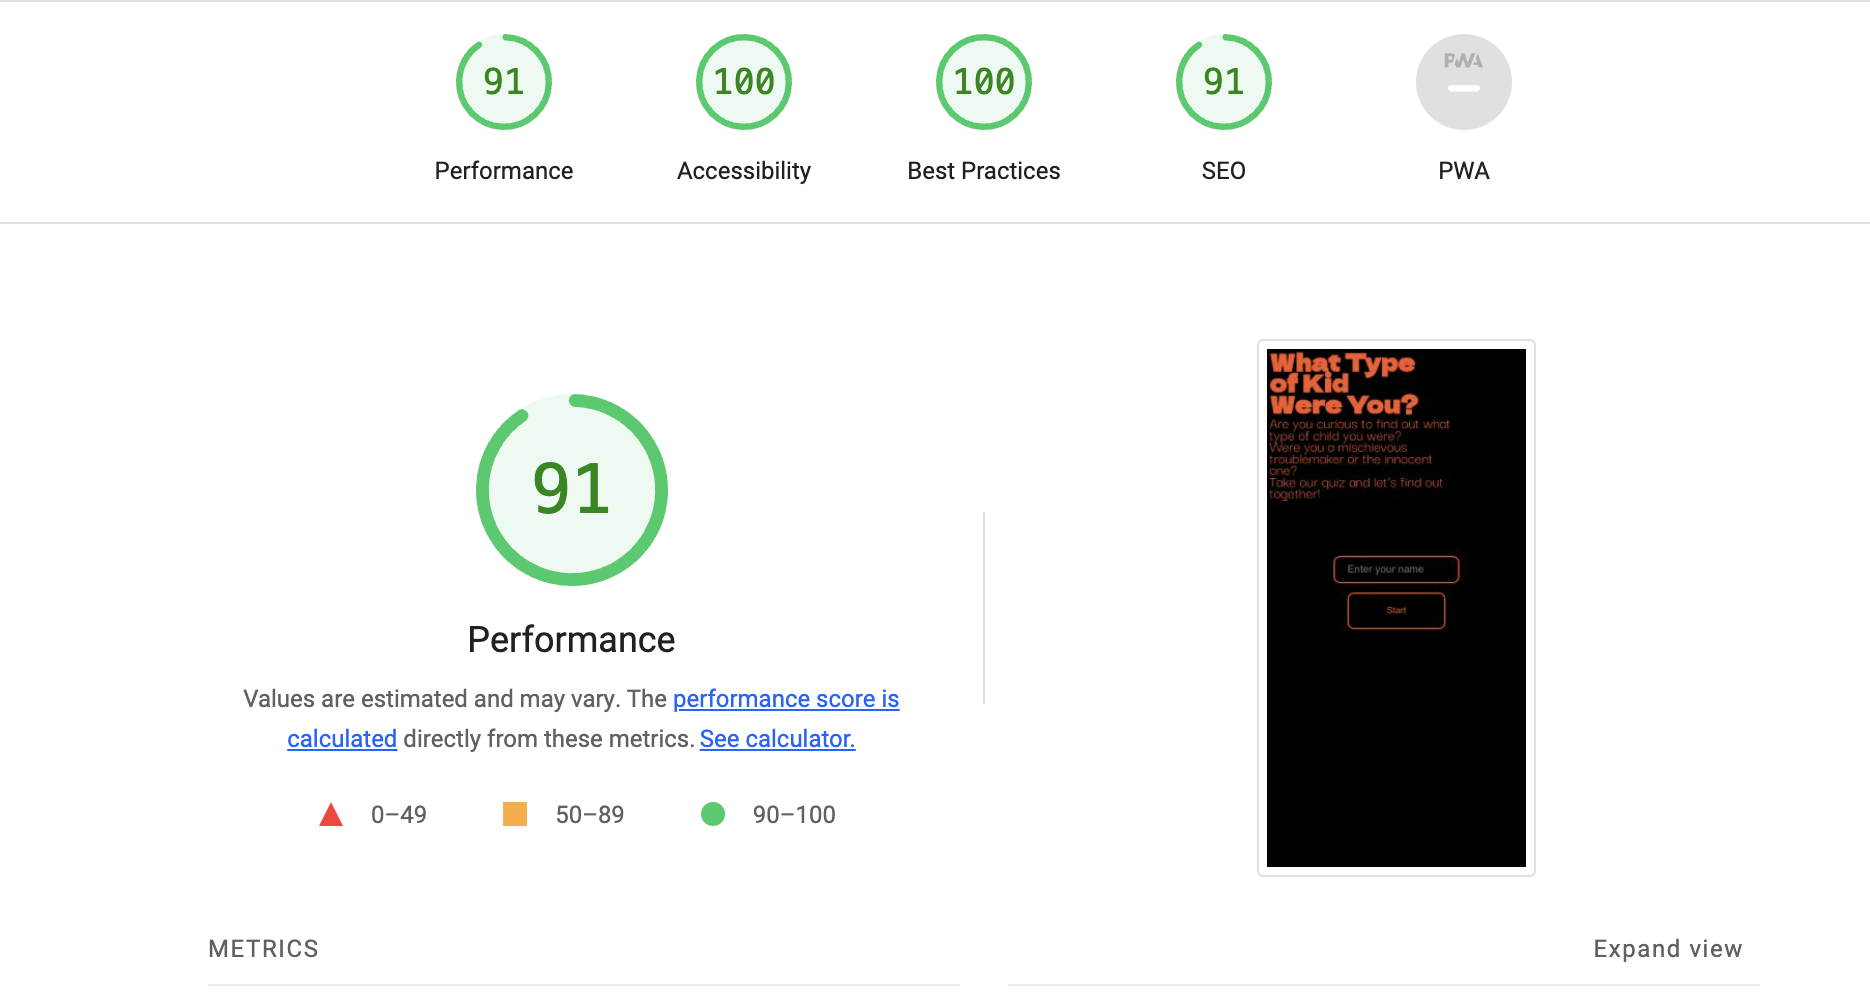 91
100
100
91
PWA
Performance
Accessibility
Best Practices
SEO
PWA
What Type
of Kid
Were You?
Are you curious to find out what
type of child you were?
Were you a mischievous
troublemaker or the innocent
one?
Take our quiz and let's find out
together!
Enter your name
Start
91
Performance
Values are estimated and may vary. The performance score is
calculated directly from these metrics. See calculator.
0–49
50–89
90–100
METRICS
Expand view